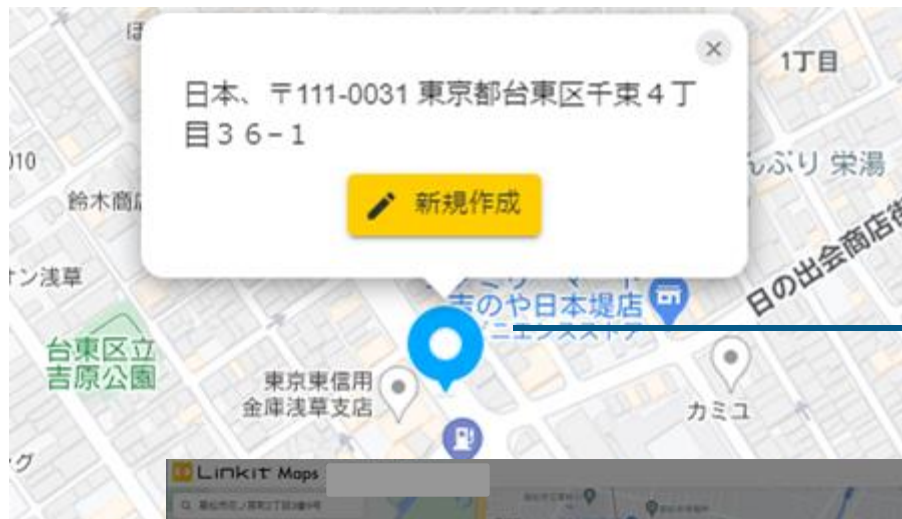 1丁目
日本、〒111-0031 東京都台東区千束４丁
目３６−１
新規作成
鈴木商店
んぶり 栄湯
日の出会商店街
ン浅草
吉のや日本堤店
台東区立
吉原公園
東京東信用
金庫浅草支店
カミユ
Linkit Maps